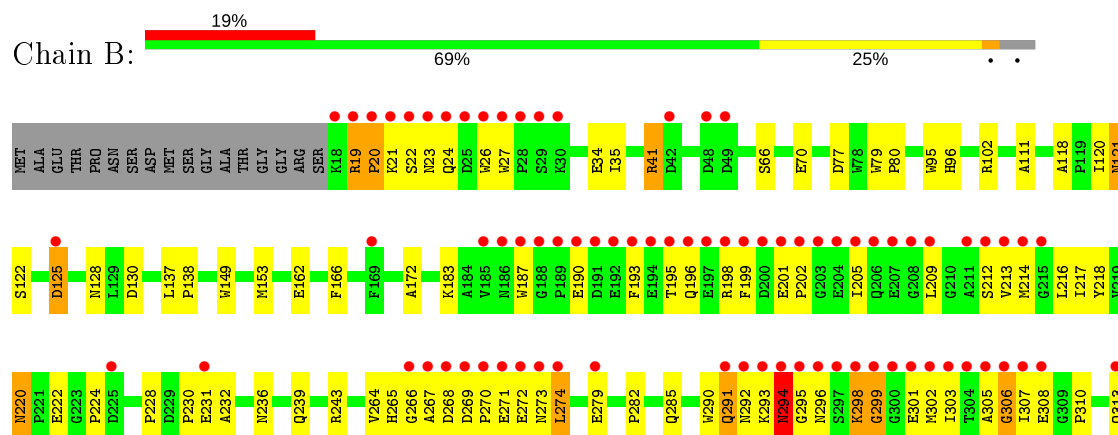 19%
Chain B:
69% 25% • •
MET ALA GLU THR PRO ASN SER ASP MET SER GLY ALA THR GLY GLY ARG SER K18 R19 P20 K21 S22 N23 Q24 D25 W26 W27 P28 S29 K30 E34 I35 R41 D42 D48 D49 S66 E70 D77 W78 W79 P80 W95 H96 R102 A111 A118 P119 I120 N121
S122 D125 N128 L129 D130 L137 P138 W149 M153 E162 F166 F169 A172 K183 A184 V185 N186 W187 G188 P189 E190 D191 E192 F193 E194 T195 Q196 E197 R198 F199 D200 E201 P202 G203 E204 I205 Q206 E207 G208 L209 G210 A211 S212 V213 M214 G215 L216 I217 Y218 V219
N220 P221 E222 G223 P224 D225 P228 D229 P230 E231 A232 N236 Q239 R243 V264 H265 G266 A267 D268 D269 P270 E271 E272 N273 L274 E279 P282 Q285 W290 Q291 N292 K293 N294 G295 N296 S297 K298 G299 G300 E301 M302 I303 T304 A305 G306 I307 E308 G309 P310